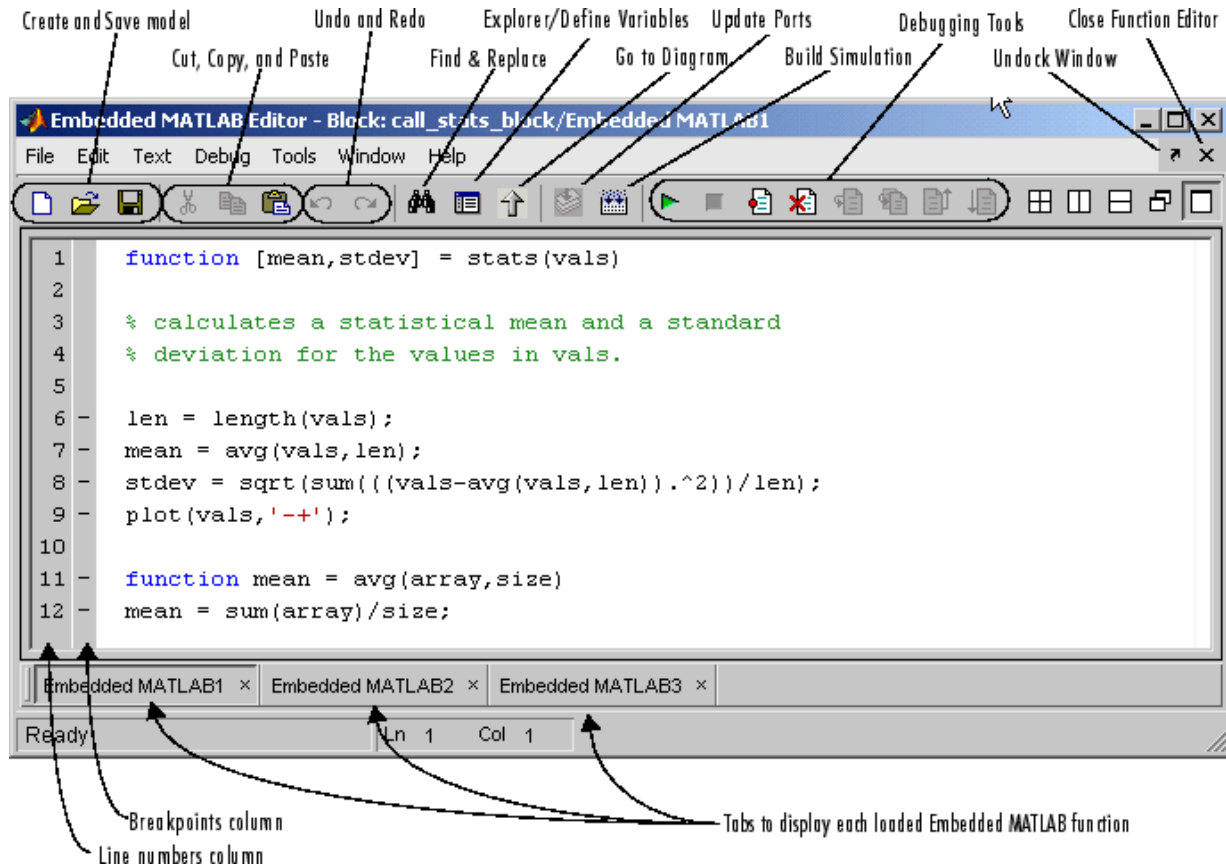 Create and Save model Undo and Redo Explorer/Define Variables Update Ports Debugging Tools Close Function Editor
Cut, Copy, and Paste Find & Replace Go to Diagram Build Simulation Undock Window
Embedded MATLAB Editor - Block: call_stats_block/Embedded MATLAB1
File Edit Text Debug Tools Window Help
1 function [mean,stdev] = stats(vals)
2
3 % calculates a statistical mean and a standard
4 % deviation for the values in vals.
5
6 - len = length(vals);
7 - mean = avg(vals,len);
8 - stdev = sqrt(sum(((vals-avg(vals,len)).^2))/len);
9 - plot(vals,'-+');
10
11 - function mean = avg(array,size)
12 - mean = sum(array)/size;
Embedded MATLAB1 × Embedded MATLAB2 × Embedded MATLAB3 ×
Ready Ln 1 Col 1
Breakpoints column Tabs to display each loaded Embedded MATLAB function
Line numbers column